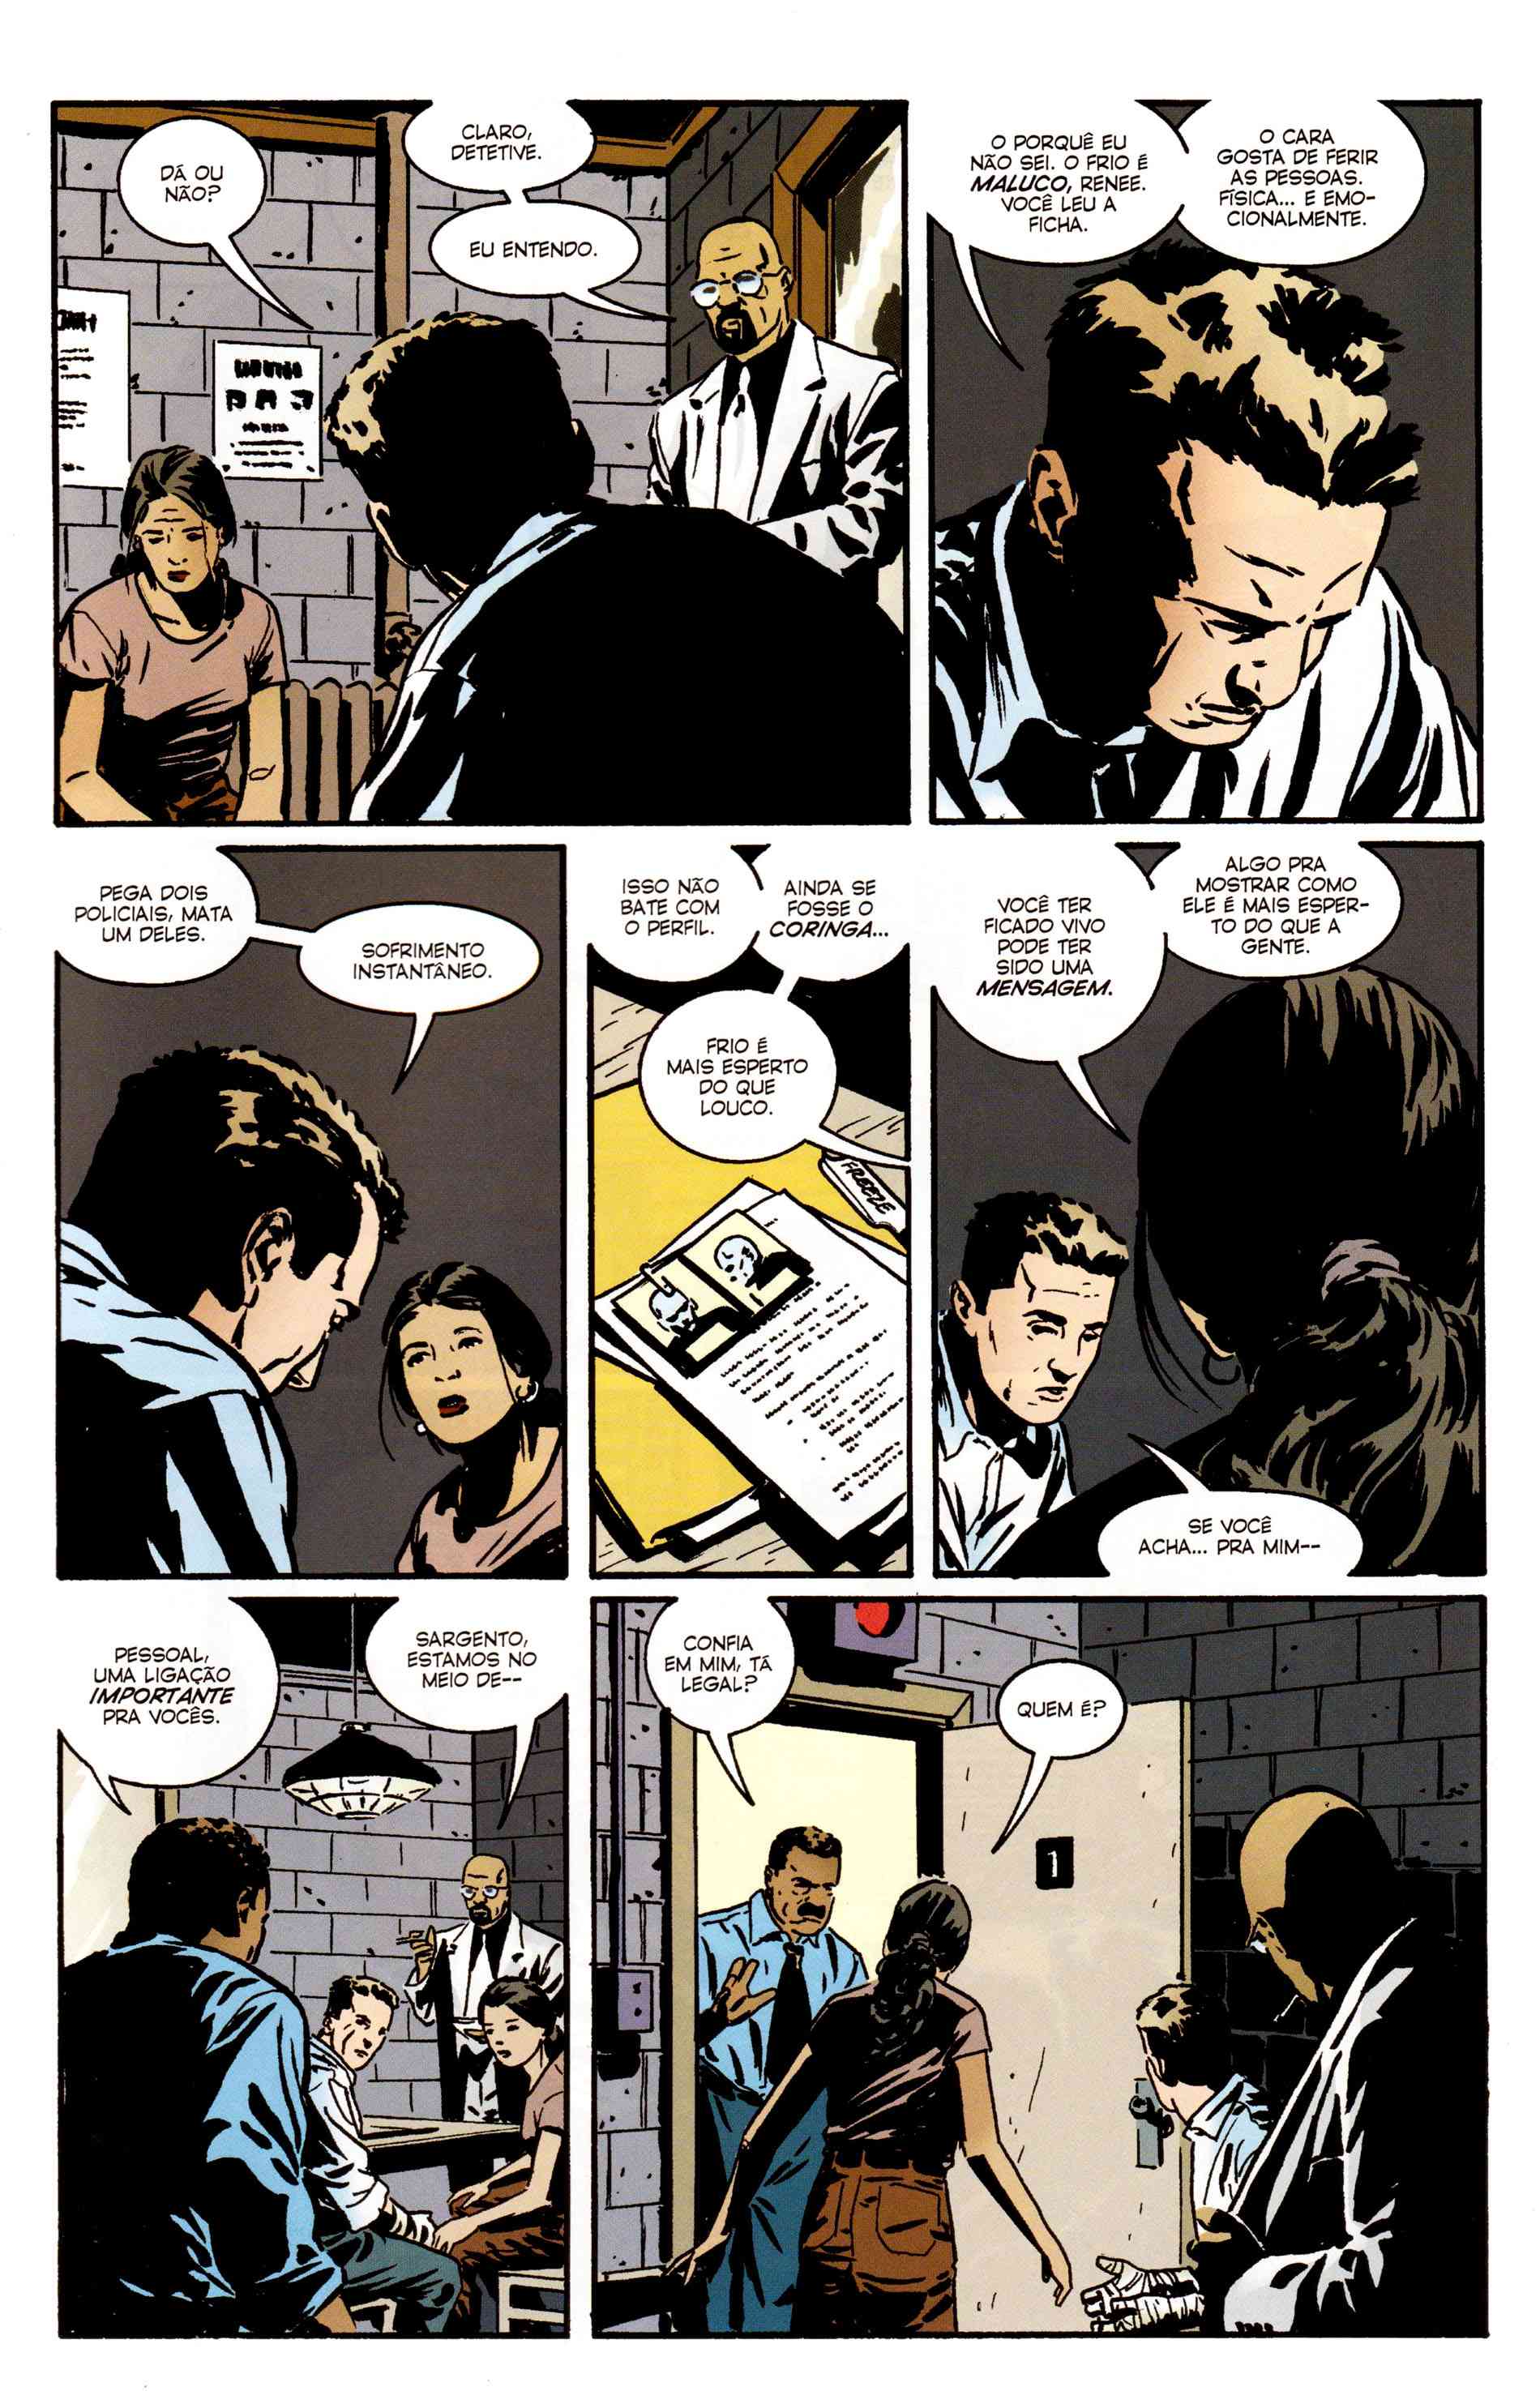 DÁ OU
NÃO?
CLARO,
DETETIVE.
EU ENTENDO.
O PORQUÊ EU
NÃO SEI. O FRIO É
MALUCO, RENEE.
VOCÊ LEU A
FICHA.
O CARA
GOSTA DE FERIR
AS PESSOAS.
FÍSICA... E EMO-
CIONALMENTE.
PEGA DOIS
POLICIAIS, MATA
UM DELES.
SOFRIMENTO
INSTANTÂNEO.
ISSO NÃO
BATE COM
O PERFIL.
AINDA SE
FOSSE O
CORINGA...
FRIO É
MAIS ESPERTO
DO QUE
LOUCO.
FREEZE
VOCÊ TER
FICADO VIVO
PODE TER
SIDO UMA
MENSAGEM.
ALGO PRA
MOSTRAR COMO
ELE É MAIS ESPER-
TO DO QUE A
GENTE.
SE VOCÊ
ACHA... PRA MIM--
PESSOAL,
UMA LIGAÇÃO
IMPORTANTE
PRA VOCÊS.
SARGENTO,
ESTAMOS NO
MEIO DE--
CONFIA
EM MIM, TÁ
LEGAL?
QUEM É?
1